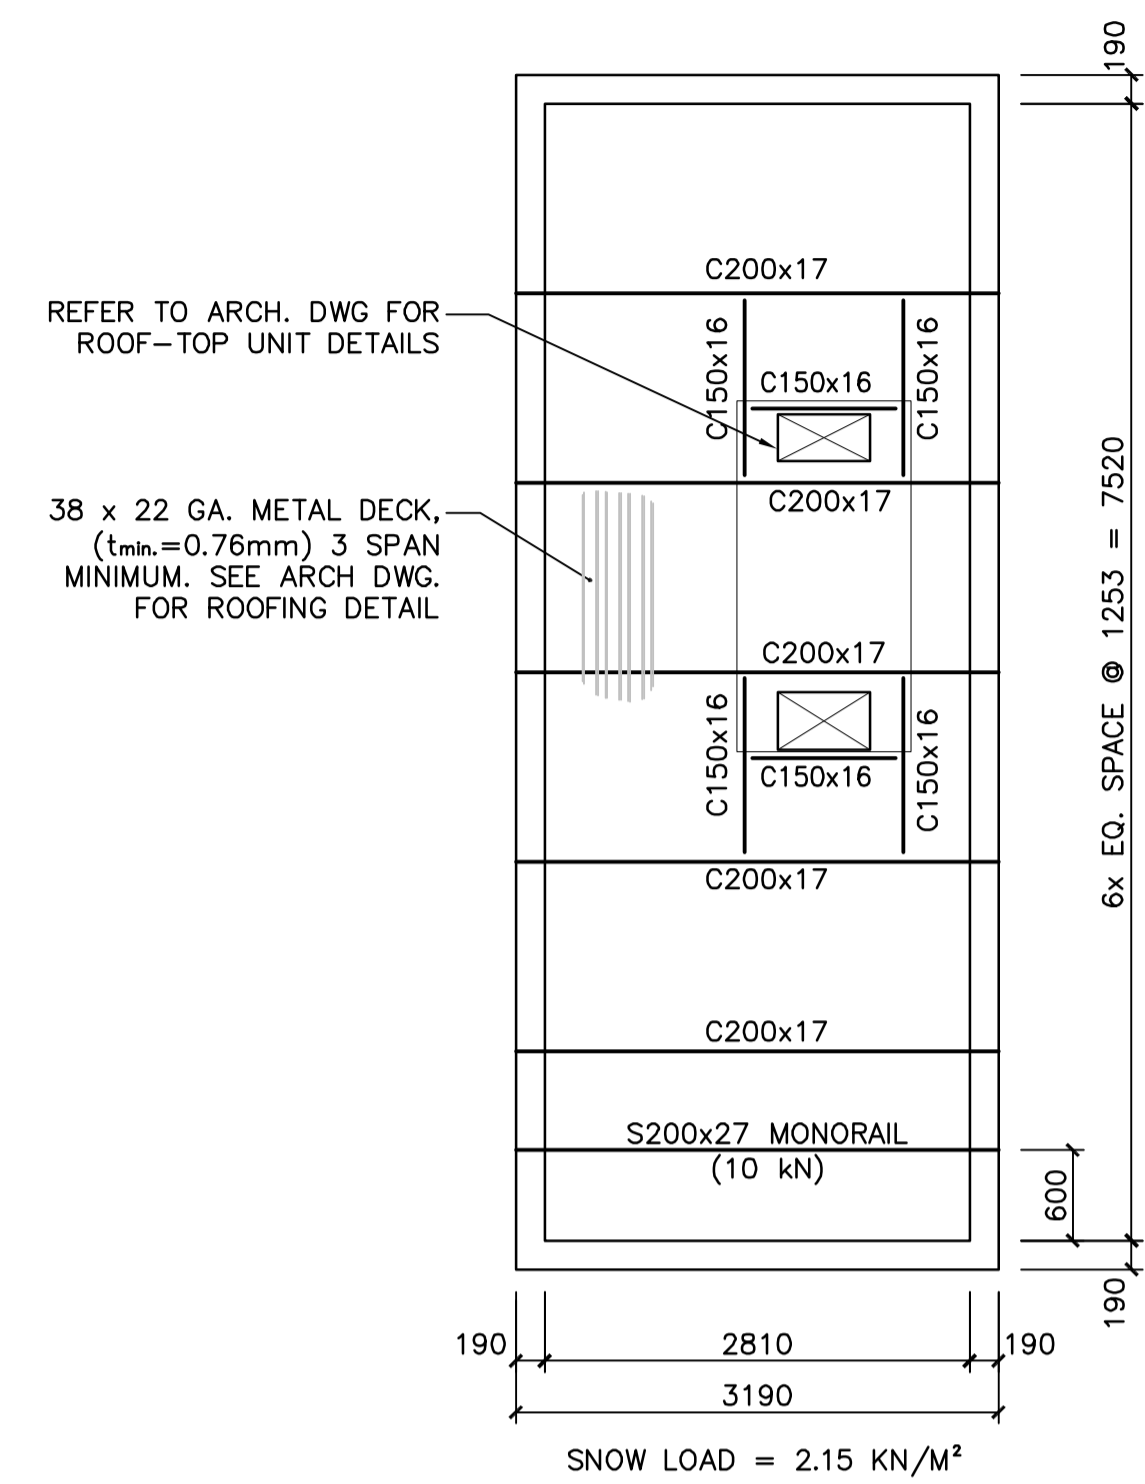 190
C200x17
REFER TO ARCH. DWG FOR
ROOF-TOP UNIT DETAILS
C150x16
C150x16
C150x16
C200x17
38 x 22 GA. METAL DECK,
(tmin.=0.76mm) 3 SPAN
MINIMUM. SEE ARCH DWG.
FOR ROOFING DETAIL
6x EQ. SPACE @ 1253 = 7520
C200x17
C150x16
C150x16
C150x16
C200x17
C200x17
S200x27 MONORAIL
(10 kN)
600
190
190
2810
190
3190
SNOW LOAD = 2.15 KN/M²